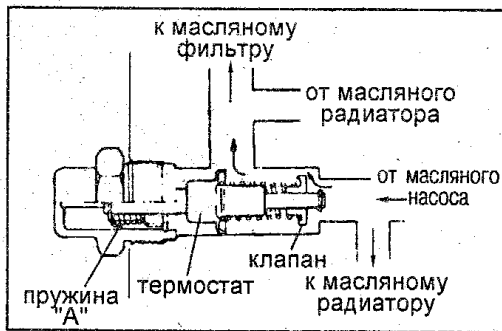 к масляному
фильтру
от масляного
радиатора
от масляного
насоса
клапан
термостат
пружина
"А"
к масляному
радиатору